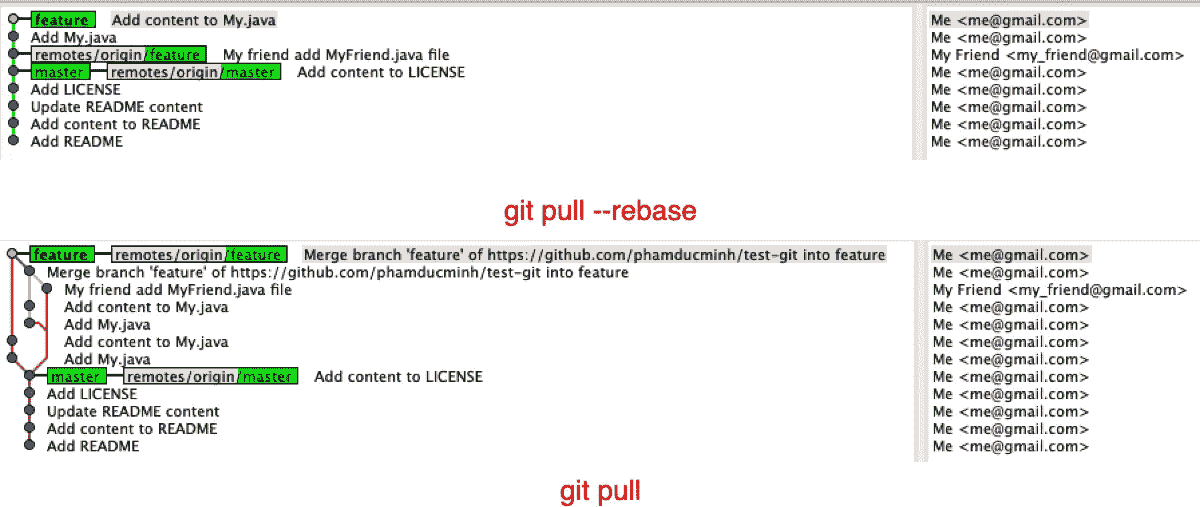 feature Add content to My.java Me <me@gmail.com>
Add My.java Me <me@gmail.com>
remotes/origin/feature My friend add MyFriend.java file My Friend <my_friend@gmail.com>
master remotes/origin/master Add content to LICENSE Me <me@gmail.com>
Add LICENSE Me <me@gmail.com>
Update README content Me <me@gmail.com>
Add content to README Me <me@gmail.com>
Add README Me <me@gmail.com>
git pull --rebase
feature remotes/origin/feature Merge branch 'feature' of https://github.com/phamducminh/test-git into feature Me <me@gmail.com>
Merge branch 'feature' of https://github.com/phamducminh/test-git into feature Me <me@gmail.com>
My friend add MyFriend.java file My Friend <my_friend@gmail.com>
Add content to My.java Me <me@gmail.com>
Add My.java Me <me@gmail.com>
Add content to My.java Me <me@gmail.com>
Add My.java Me <me@gmail.com>
master remotes/origin/master Add content to LICENSE Me <me@gmail.com>
Add LICENSE Me <me@gmail.com>
Update README content Me <me@gmail.com>
Add content to README Me <me@gmail.com>
Add README Me <me@gmail.com>
git pull